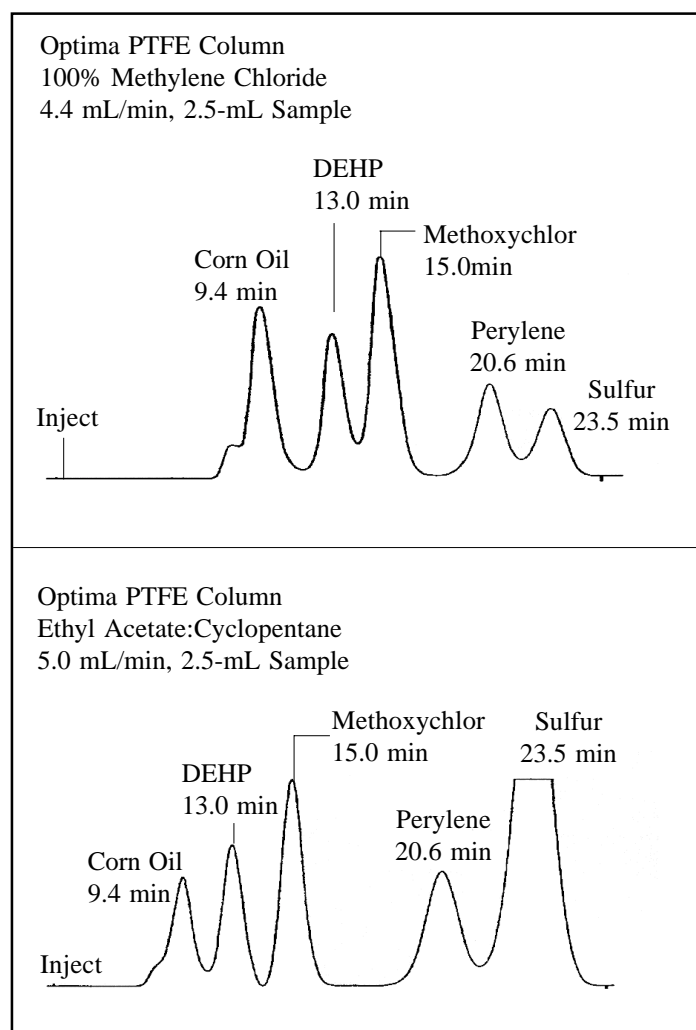 Optima PTFE Column
100% Methylene Chloride
4.4 mL/min, 2.5-mL Sample
DEHP
13.0 min
Methoxychlor
15.0min
Corn Oil
9.4 min
Perylene
20.6 min
Sulfur
23.5 min
Inject
Optima PTFE Column
Ethyl Acetate:Cyclopentane
5.0 mL/min, 2.5-mL Sample
Methoxychlor
15.0 min
Sulfur
23.5 min
DEHP
13.0 min
Perylene
20.6 min
Corn Oil
9.4 min
Inject